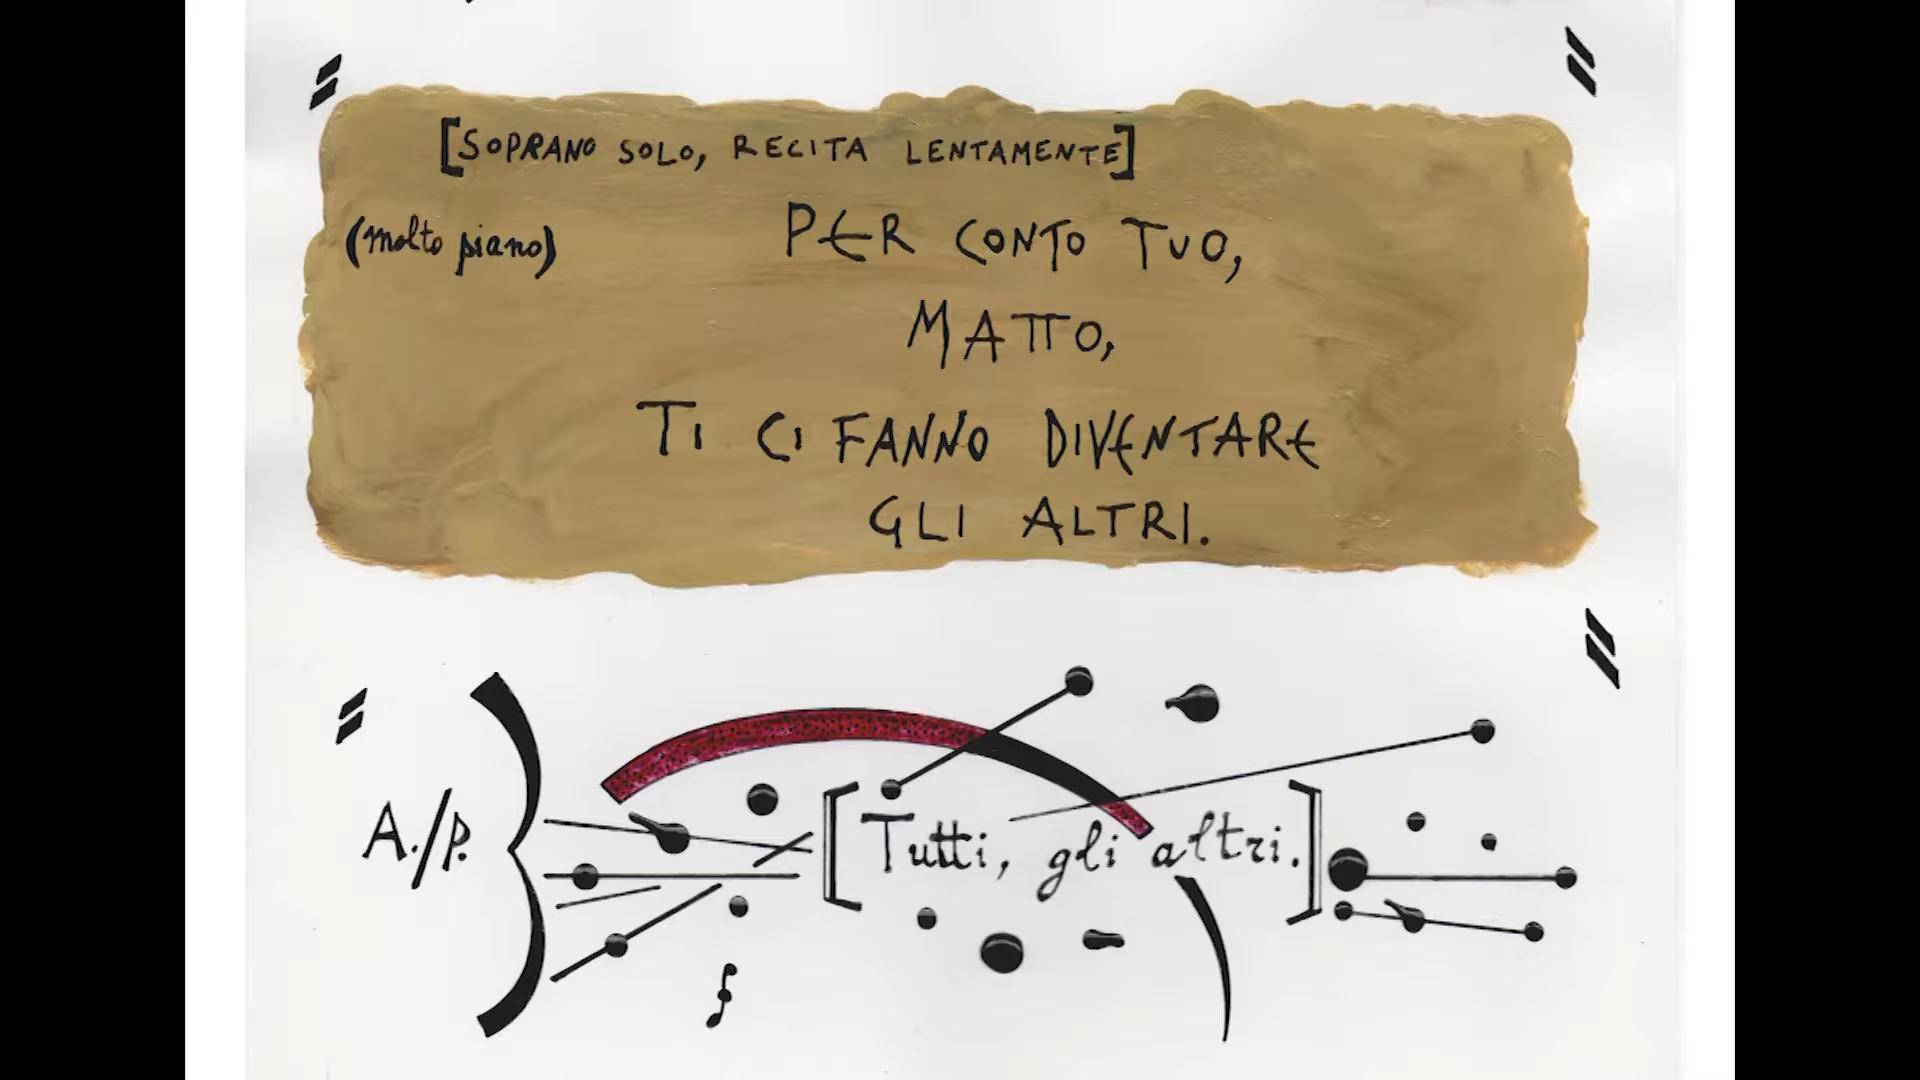 [SOPRANO SOLO, RECITA LENTAMENTE]
(molto piano) PER CONTO TUO,
MATTO,
TI CI FANNO DIVENTARE
GLI ALTRI.
A./P. [Tutti, gli altri.]